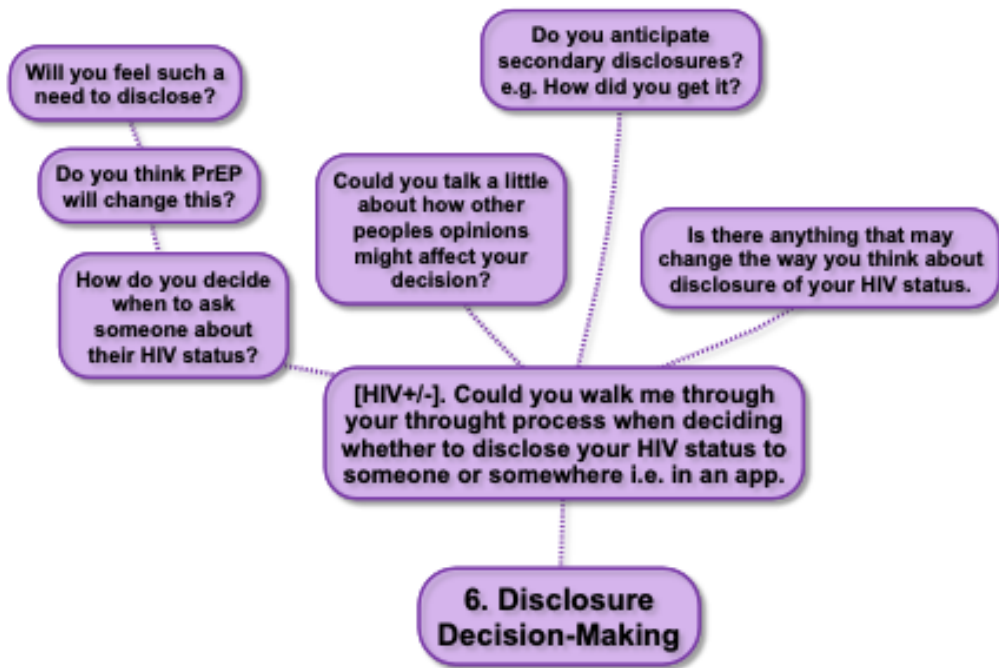 Will you feel such a
need to disclose?
Do you think PrEP
will change this?
How do you decide
when to ask
someone about
their HIV status?
Could you talk a little
about how other
peoples opinions
might affect your
decision?
Do you anticipate
secondary disclosures?
e.g. How did you get it?
Is there anything that may
change the way you think about
disclosure of your HIV status.
[HIV+/-]. Could you walk me through
your throught process when deciding
whether to disclose your HIV status to
someone or somewhere i.e. in an app.
6. Disclosure
Decision-Making